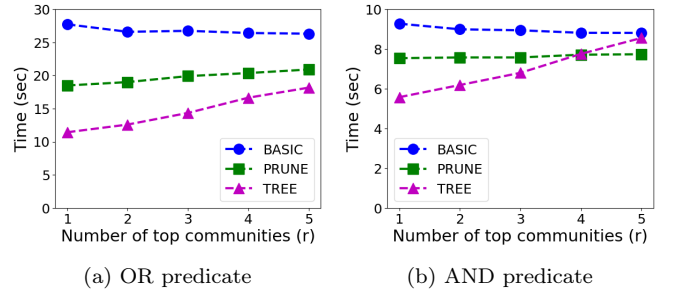 30
25
20
15
10
5
0
Time (sec)
BASIC
PRUNE
TREE
1 2 3 4 5
Number of top communities (r)
(a) OR predicate
10
8
6
4
2
0
Time (sec)
BASIC
PRUNE
TREE
1 2 3 4 5
Number of top communities (r)
(b) AND predicate